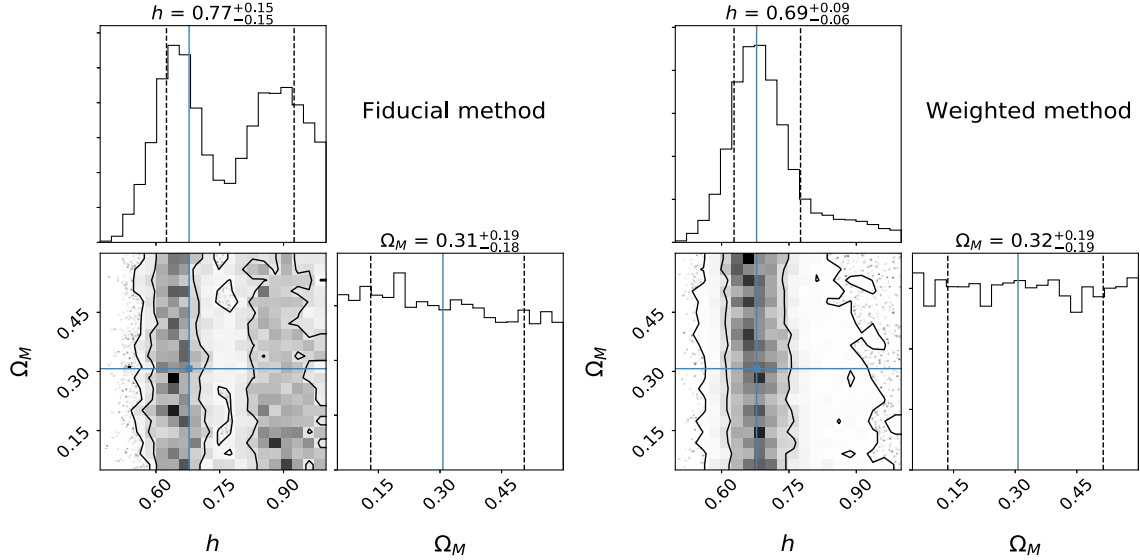 h = 0.77^{+0.15}_{-0.15}
Fiducial method
Ω_M = 0.31^{+0.19}_{-0.18}
0.45
0.30
0.15
Ω_M
0.60
0.75
0.90
h
0.15
0.30
0.45
Ω_M
h = 0.69^{+0.09}_{-0.06}
Weighted method
Ω_M = 0.32^{+0.19}_{-0.19}
0.45
0.30
0.15
Ω_M
0.60
0.75
0.90
h
0.15
0.30
0.45
Ω_M